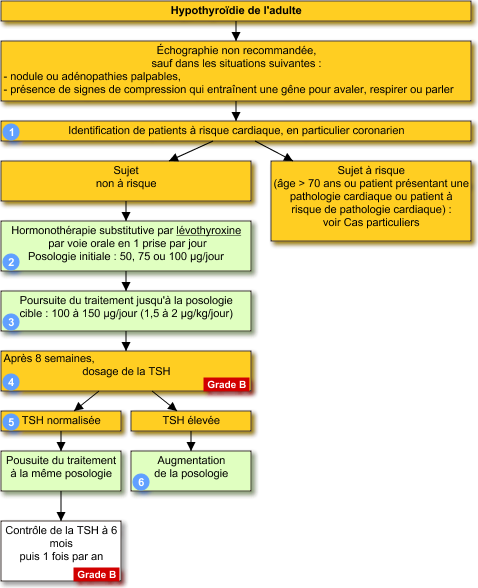 Hypothyroïdie de l'adulte
Échographie non recommandée,
sauf dans les situations suivantes :
- nodule ou adénopathies palpables,
- présence de signes de compression qui entraînent une gêne pour avaler, respirer ou parler
1
Identification de patients à risque cardiaque, en particulier coronarien
Sujet
non à risque
Sujet à risque
(âge > 70 ans ou patient présentant une
pathologie cardiaque ou patient à
risque de pathologie cardiaque) :
voir Cas particuliers
Hormonothérapie substitutive par lévothyroxine
par voie orale en 1 prise par jour
Posologie initiale : 50, 75 ou 100 µg/jour
2
Poursuite du traitement jusqu'à la posologie
cible : 100 à 150 µg/jour (1,5 à 2 µg/kg/jour)
3
Après 8 semaines,
dosage de la TSH
4
Grade B
5
TSH normalisée
TSH élevée
Pousuite du traitement
à la même posologie
Augmentation
de la posologie
6
Contrôle de la TSH à 6
mois
puis 1 fois par an
Grade B